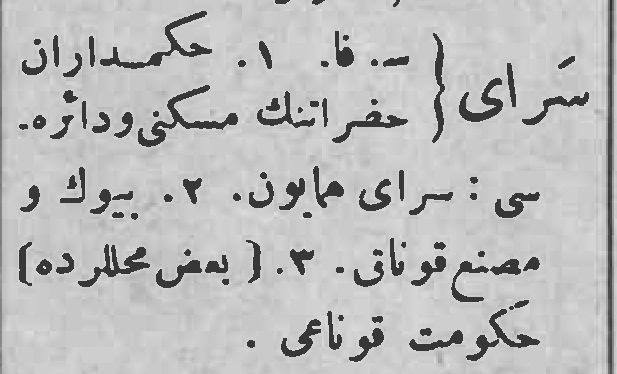 سَرای { سـ. فا. ١. حكمـداران
حضراتنك مسكنی ودائره.
سی : سرای همایون. ٢. بیوك و
مصنع قوناق. ٣. [ بعض محللرده ]
حكومت قوناغی .